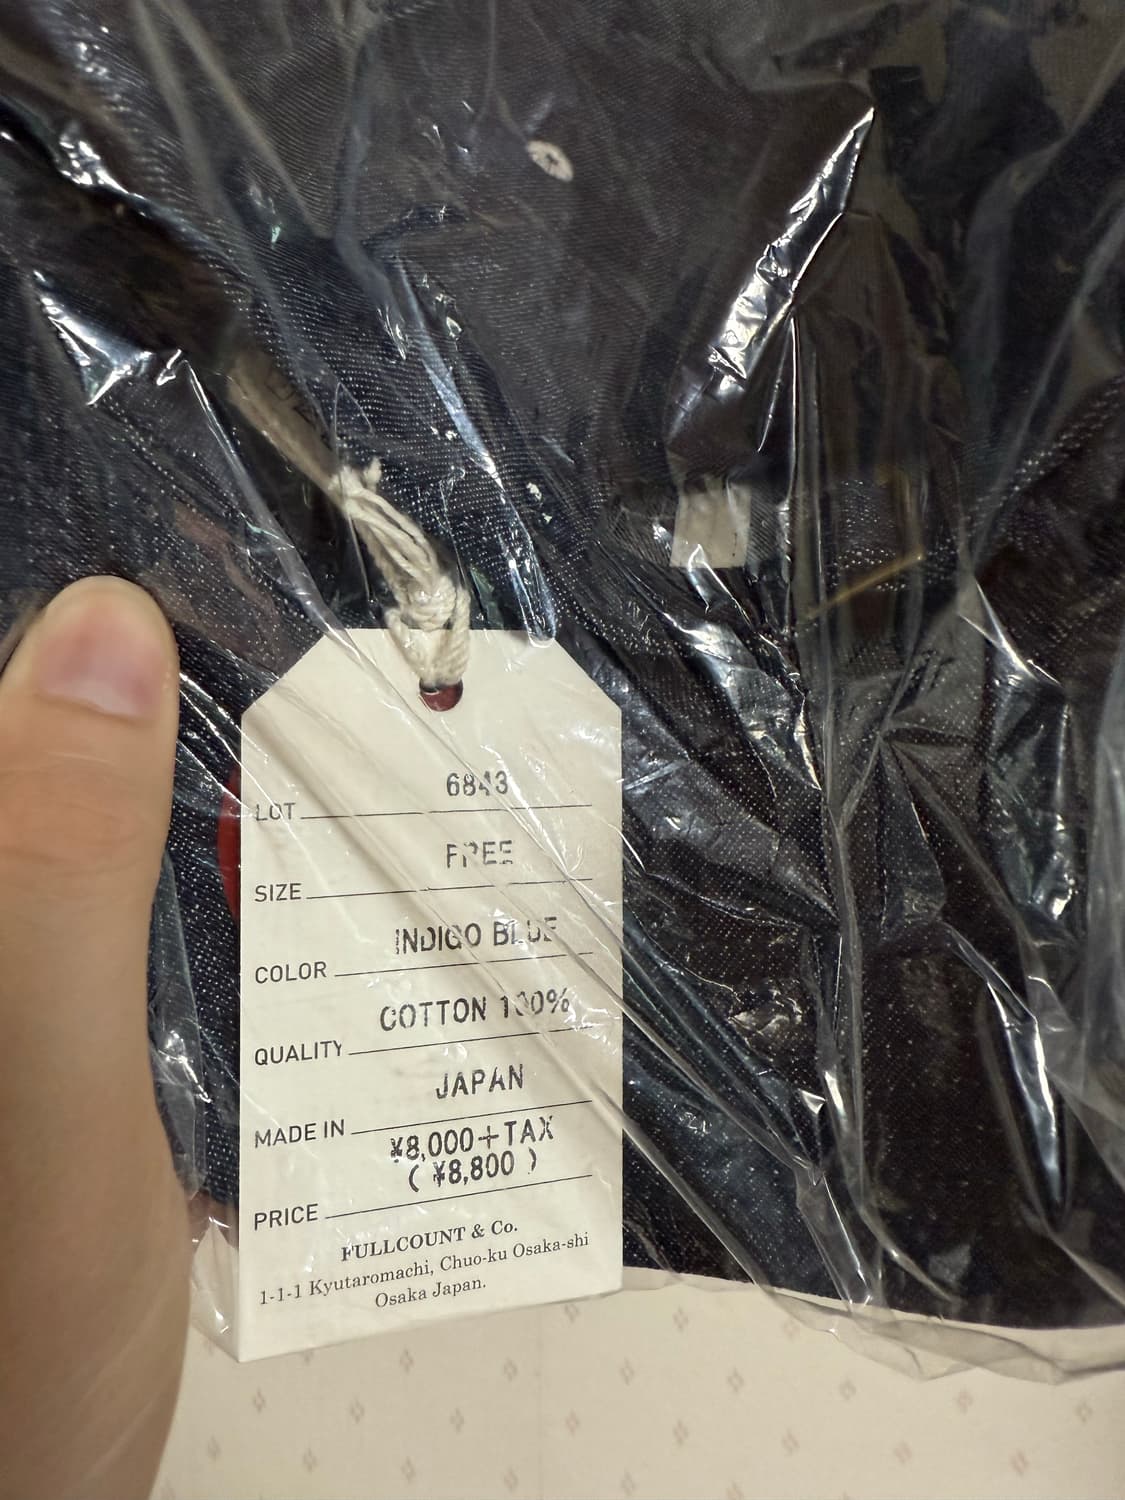 6843
LOT
FREE
SIZE
INDIGO BLUE
COLOR
COTTON 100%
QUALITY
JAPAN
MADE IN
¥8,000+TAX
( ¥8,800 )
PRICE
FULLCOUNT & Co.
1-1-1 Kyutaromachi, Chuo-ku Osaka-shi
Osaka Japan.